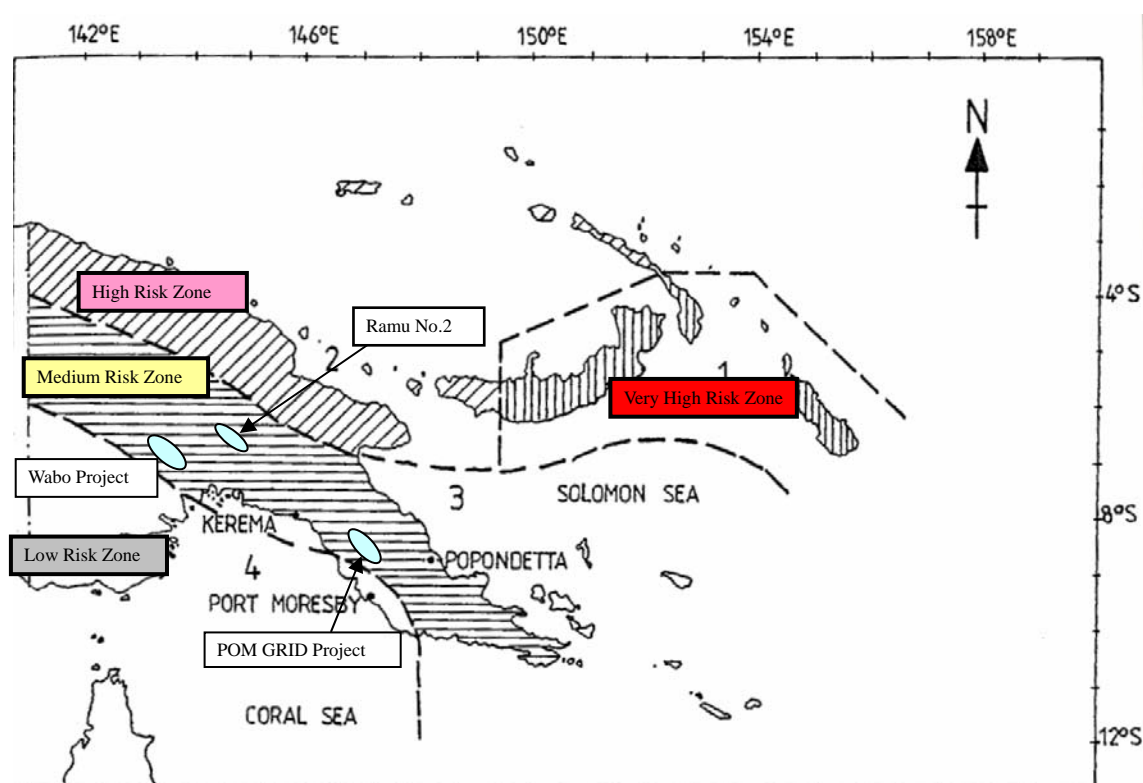 142°E
146°E
150°E
154°E
158°E
N
4°S
High Risk Zone
Ramu No.2
2
Medium Risk Zone
1
Very High Risk Zone
Wabo Project
3
SOLOMON SEA
8°S
KEREMA
Low Risk Zone
4
POPONDETTA
PORT MORESBY
POM GRID Project
CORAL SEA
12°S